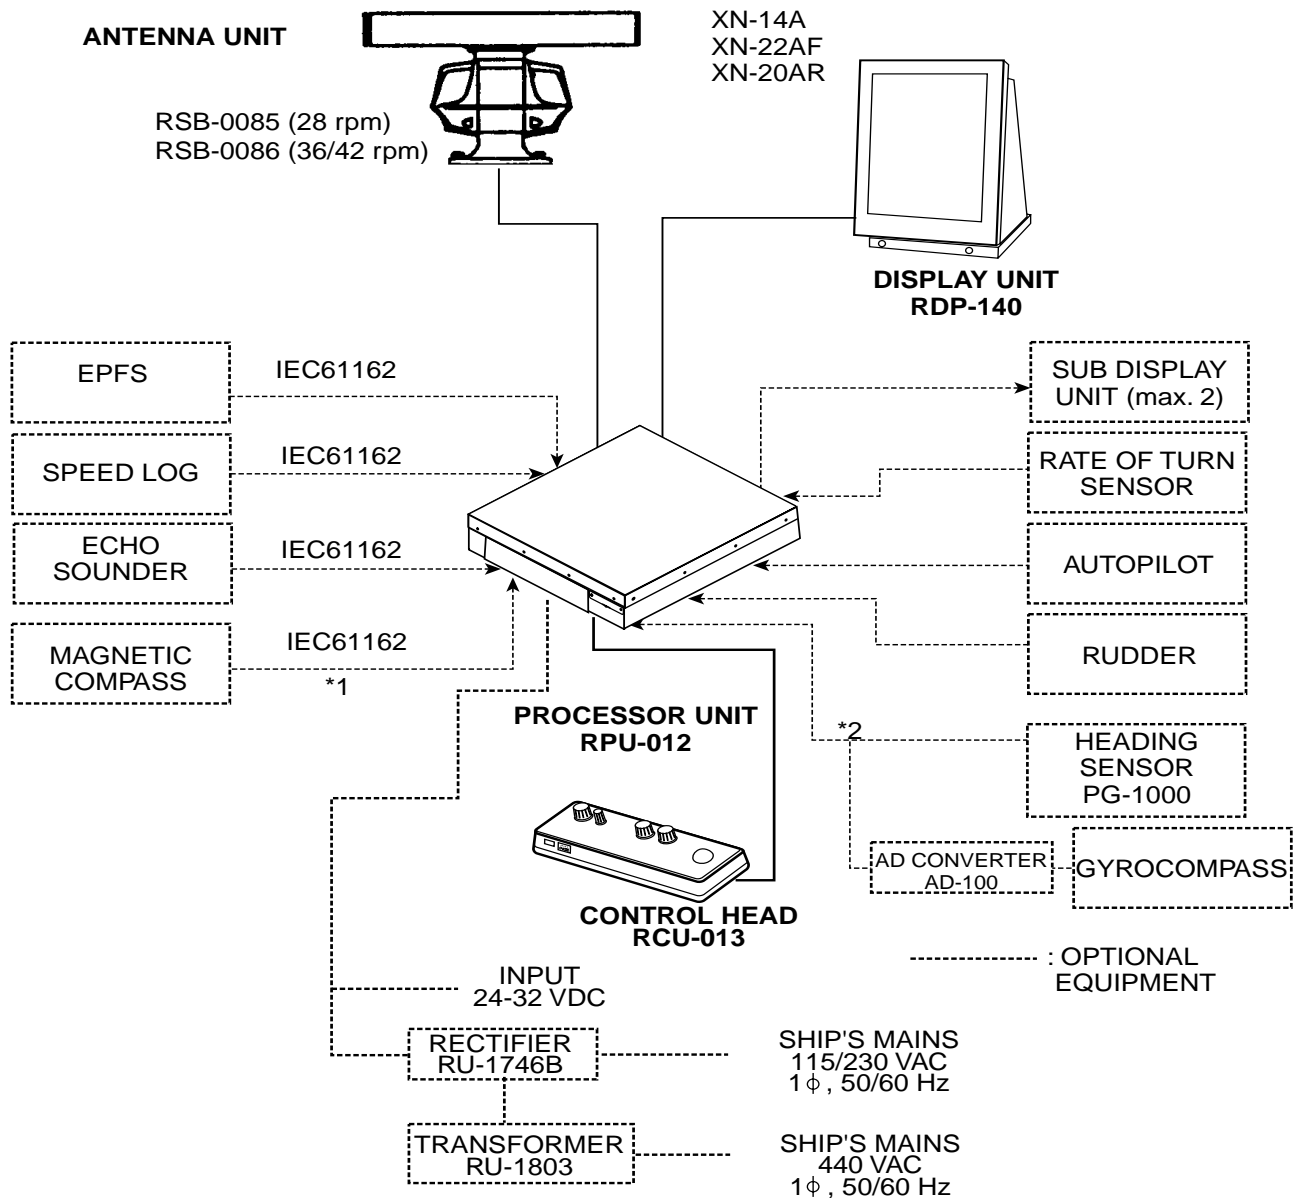 ANTENNA UNIT
XN-14A
XN-22AF
XN-20AR
RSB-0085 (28 rpm)
RSB-0086 (36/42 rpm)
DISPLAY UNIT
RDP-140
EPFS
IEC61162
SPEED LOG
IEC61162
ECHO
SOUNDER
IEC61162
MAGNETIC
COMPASS
IEC61162
*1
SUB DISPLAY
UNIT (max. 2)
RATE OF TURN
SENSOR
AUTOPILOT
RUDDER
PROCESSOR UNIT
RPU-012
*2
HEADING
SENSOR
PG-1000
AD CONVERTER
AD-100
GYROCOMPASS
CONTROL HEAD
RCU-013
: OPTIONAL
EQUIPMENT
INPUT
24-32 VDC
RECTIFIER
RU-1746B
SHIP'S MAINS
115/230 VAC
1ϕ, 50/60 Hz
TRANSFORMER
RU-1803
SHIP'S MAINS
440 VAC
1ϕ, 50/60 Hz